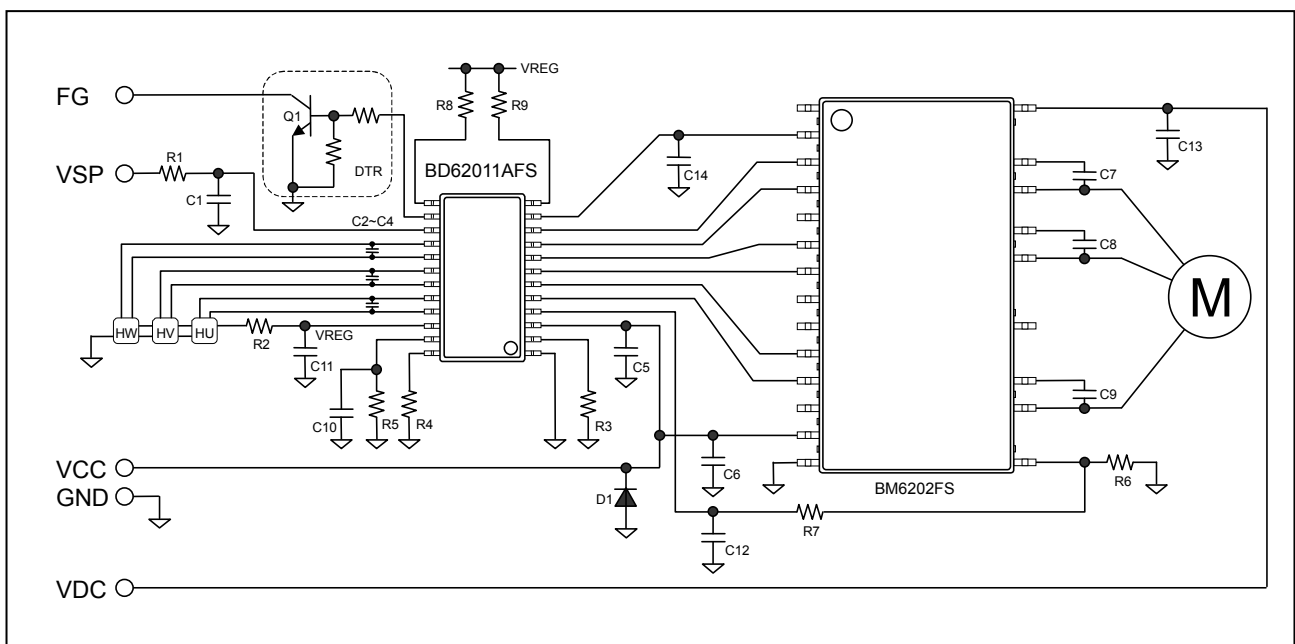 VREG
FG
R8
R9
Q1
C13
VSP
R1
DTR
BD62011AFS
C14
C7
C1
C2~C4
C8
M
HW
HV
HU
R2
VREG
C11
C5
C9
C10
R5
R4
R3
VCC
C6
R6
GND
D1
BM6202FS
R7
C12
VDC